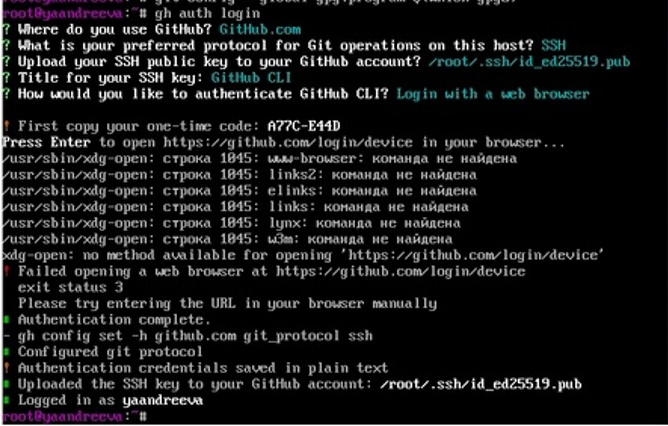 root@yaandreeva:~# gh auth login
? Where do you use GitHub? GitHub.com
? What is your preferred protocol for Git operations on this host? SSH
? Upload your SSH public key to your GitHub account? /root/.ssh/id_ed25519.pub
? Title for your SSH key: GitHub CLI
? How would you like to authenticate GitHub CLI? Login with a web browser
! First copy your one-time code: A77C-E44D
Press Enter to open https://github.com/login/device in your browser...
/usr/sbin/xdg-open: строка 1045: www-browser: команда не найдена
/usr/sbin/xdg-open: строка 1045: links2: команда не найдена
/usr/sbin/xdg-open: строка 1045: elinks: команда не найдена
/usr/sbin/xdg-open: строка 1045: links: команда не найдена
/usr/sbin/xdg-open: строка 1045: lynx: команда не найдена
/usr/sbin/xdg-open: строка 1045: w3m: команда не найдена
xdg-open: no method available for opening 'https://github.com/login/device'
! Failed opening a web browser at https://github.com/login/device
exit status 3
Please try entering the URL in your browser manually
Authentication complete.
- gh config set -h github.com git_protocol ssh
Configured git protocol
! Authentication credentials saved in plain text
Uploaded the SSH key to your GitHub account: /root/.ssh/id_ed25519.pub
Logged in as yaandreeva
root@yaandreeva:~#